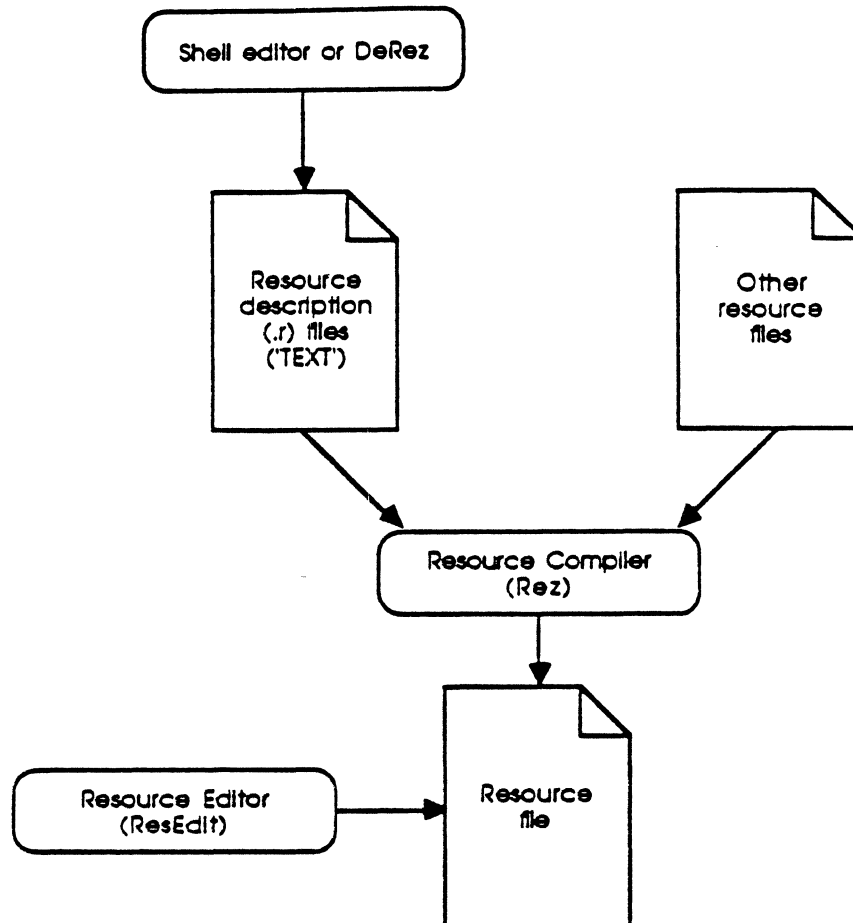 Shell editor or DeRez
Resource
description
(.r) files
('TEXT')
Other
resource
files
Resource Compiler
(Rez)
Resource Editor
(ResEdit)
Resource
file